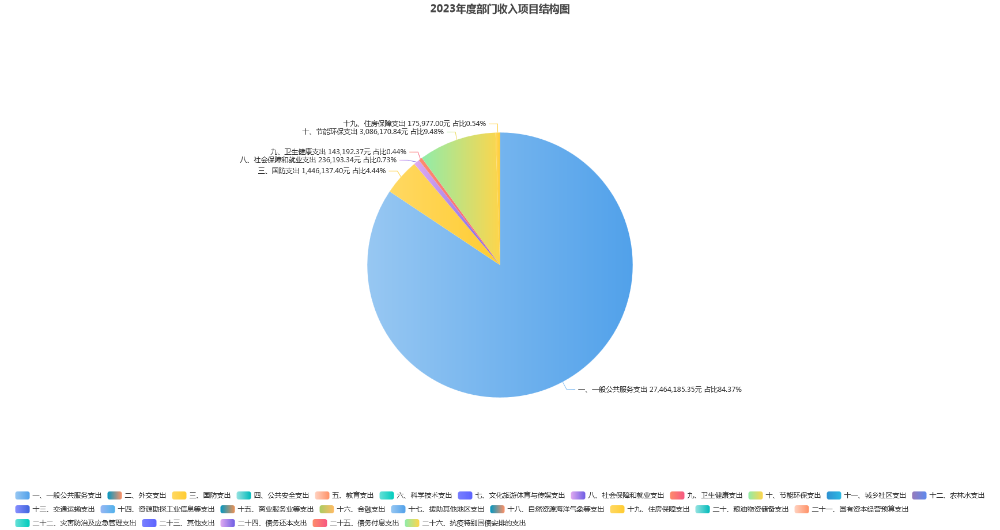 2023年度部门收入项目结构图
十九、住房保障支出 175,977.00元 占比0.54%
十、节能环保支出 3,086,170.84元 占比9.48%
九、卫生健康支出 143,192.37元 占比0.44%
八、社会保障和就业支出 236,193.34元 占比0.73%
三、国防支出 1,446,137.40元 占比4.44%
一、一般公共服务支出 27,464,185.35元 占比84.37%
一、一般公共服务支出 二、外交支出 三、国防支出 四、公共安全支出 五、教育支出 六、科学技术支出 七、文化旅游体育与传媒支出 八、社会保障和就业支出 九、卫生健康支出 十、节能环保支出 十一、城乡社区支出 十二、农林水支出
十三、交通运输支出 十四、资源勘探工业信息等支出 十五、商业服务业等支出 十六、金融支出 十七、援助其他地区支出 十八、自然资源海洋气象等支出 十九、住房保障支出 二十、粮油物资储备支出 二十一、国有资本经营预算支出
二十二、灾害防治及应急管理支出 二十三、其他支出 二十四、债务还本支出 二十五、债务付息支出 二十六、抗疫特别国债安排的支出